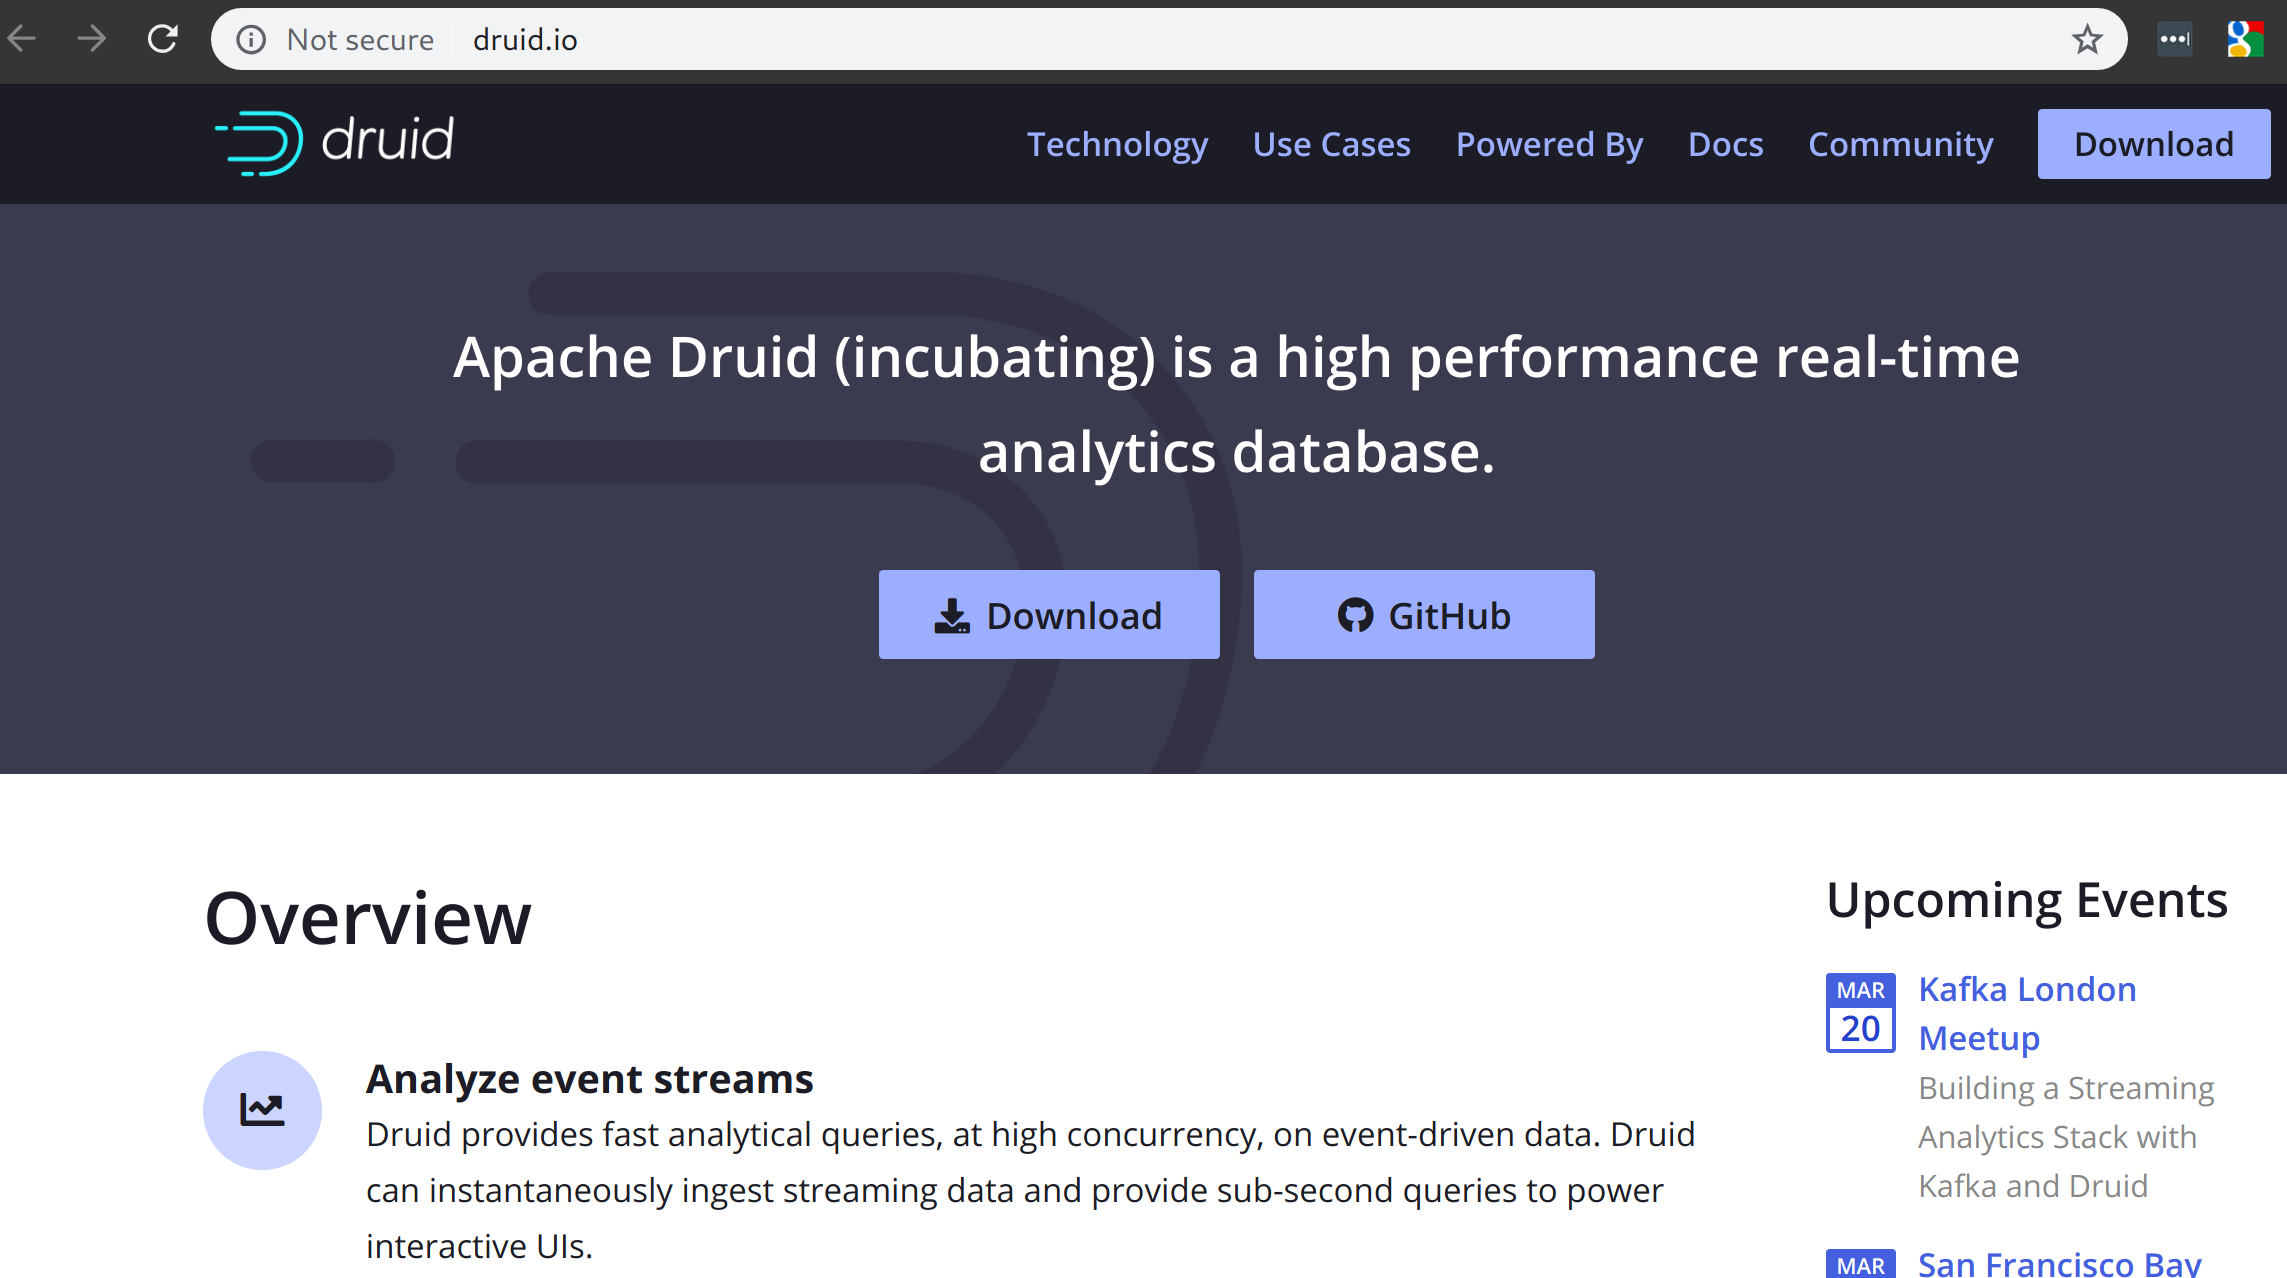 Not secure druid.io
druid
Technology Use Cases Powered By Docs Community Download
Apache Druid (incubating) is a high performance real-time
analytics database.
Download GitHub
Overview
Analyze event streams
Druid provides fast analytical queries, at high concurrency, on event-driven data. Druid
can instantaneously ingest streaming data and provide sub-second queries to power
interactive UIs.
Upcoming Events
MAR
20
Kafka London
Meetup
Building a Streaming
Analytics Stack with
Kafka and Druid
MAR
San Francisco Bay